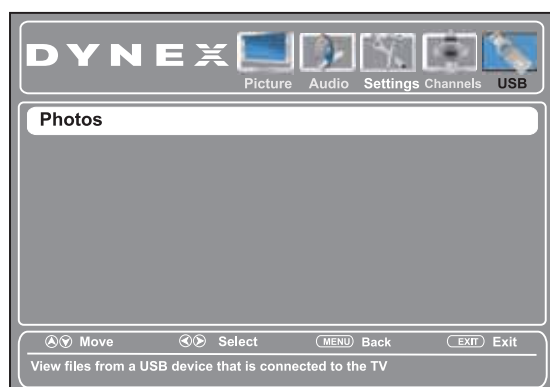 DYNEX
Picture Audio Settings Channels USB
Photos
Move Select MENU Back EXIT Exit
View files from a USB device that is connected to the TV